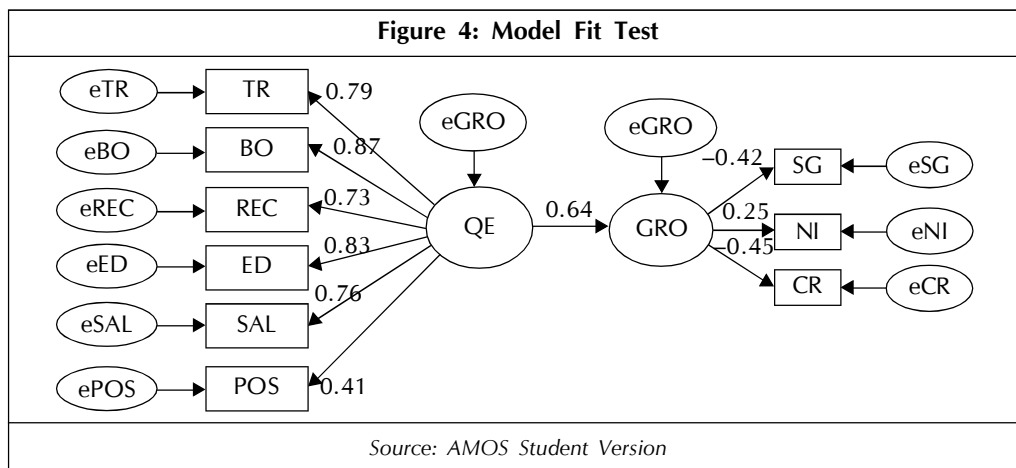 Figure 4: Model Fit Test
eTR TR 0.79
eGRO eGRO
eBO BO 0.87
–0.42 SG eSG
eREC REC 0.73
QE 0.64 GRO 0.25 NI eNI
eED ED 0.83
–0.45 CR eCR
0.76
eSAL SAL
ePOS POS 0.41
Source: AMOS Student Version